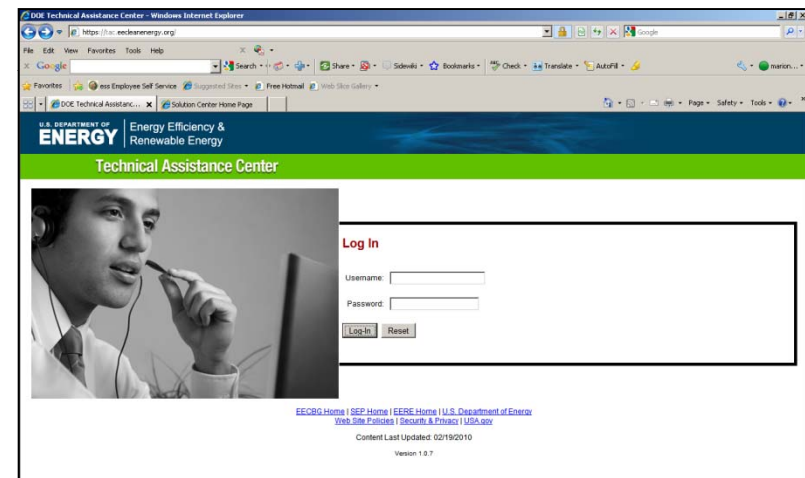 DOE Technical Assistance Center - Windows Internet Explorer
https://tac.eecleanenergy.org/
Google
File Edit View Favorites Tools Help
Google Search Share Sidewiki Bookmarks Check Translate AutoFill marion...
Favorites ess Employee Self Service Suggested Sites Free Hotmail Web Slice Gallery
DOE Technical Assistanc... Solution Center Home Page Page Safety Tools
U.S. DEPARTMENT OF
ENERGY
Energy Efficiency &
Renewable Energy
Technical Assistance Center
Log In
Username:
Password:
Log-In Reset
EECBG Home | SEP Home | EERE Home | U.S. Department of Energy
Web Site Policies | Security & Privacy | USA.gov
Content Last Updated: 02/19/2010
Version 1.0.7